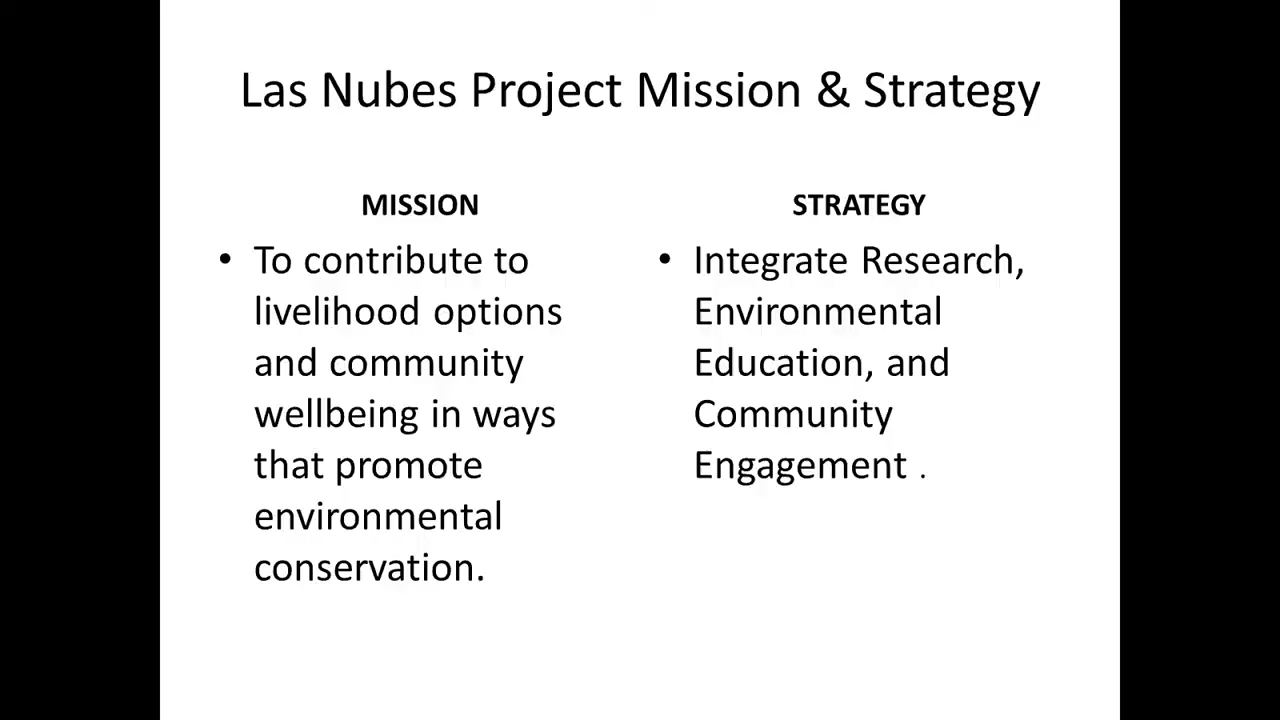 Las Nubes Project Mission & Strategy
MISSION
• To contribute to
livelihood options
and community
wellbeing in ways
that promote
environmental
conservation.
STRATEGY
• Integrate Research,
Environmental
Education, and
Community
Engagement .